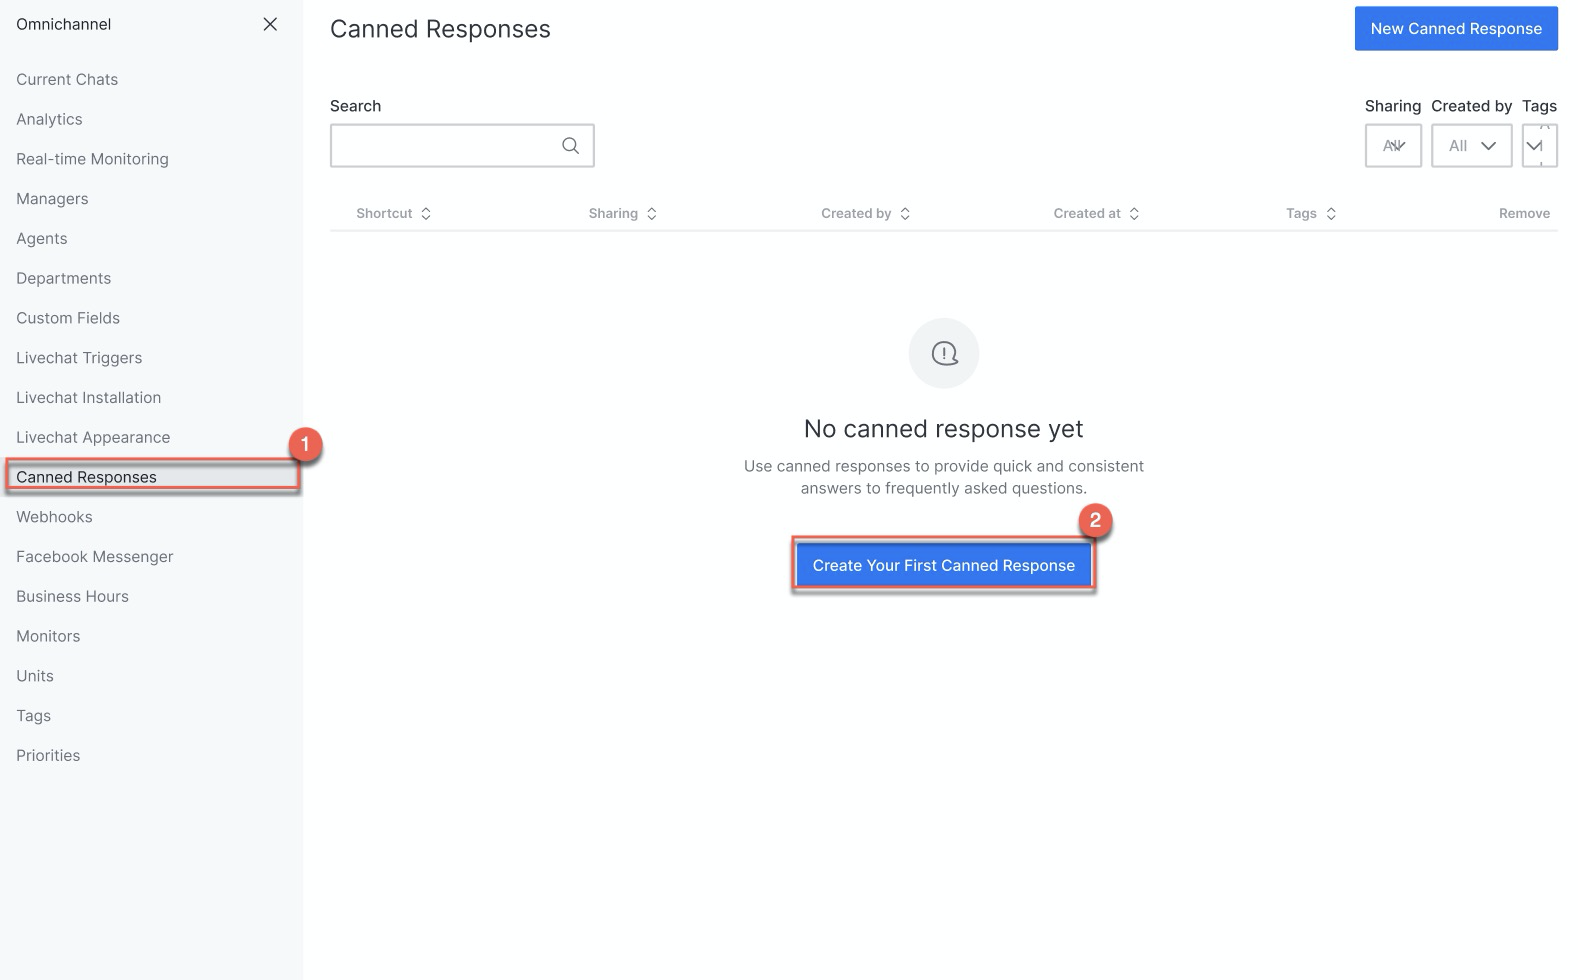 Omnichannel
Current Chats
Analytics
Real-time Monitoring
Managers
Agents
Departments
Custom Fields
Livechat Triggers
Livechat Installation
Livechat Appearance
1
Canned Responses
Webhooks
Facebook Messenger
Business Hours
Monitors
Units
Tags
Priorities
Canned Responses
New Canned Response
Search
Sharing Created by Tags
All All All
Shortcut Sharing Created by Created at Tags Remove
No canned response yet
Use canned responses to provide quick and consistent
answers to frequently asked questions.
2
Create Your First Canned Response